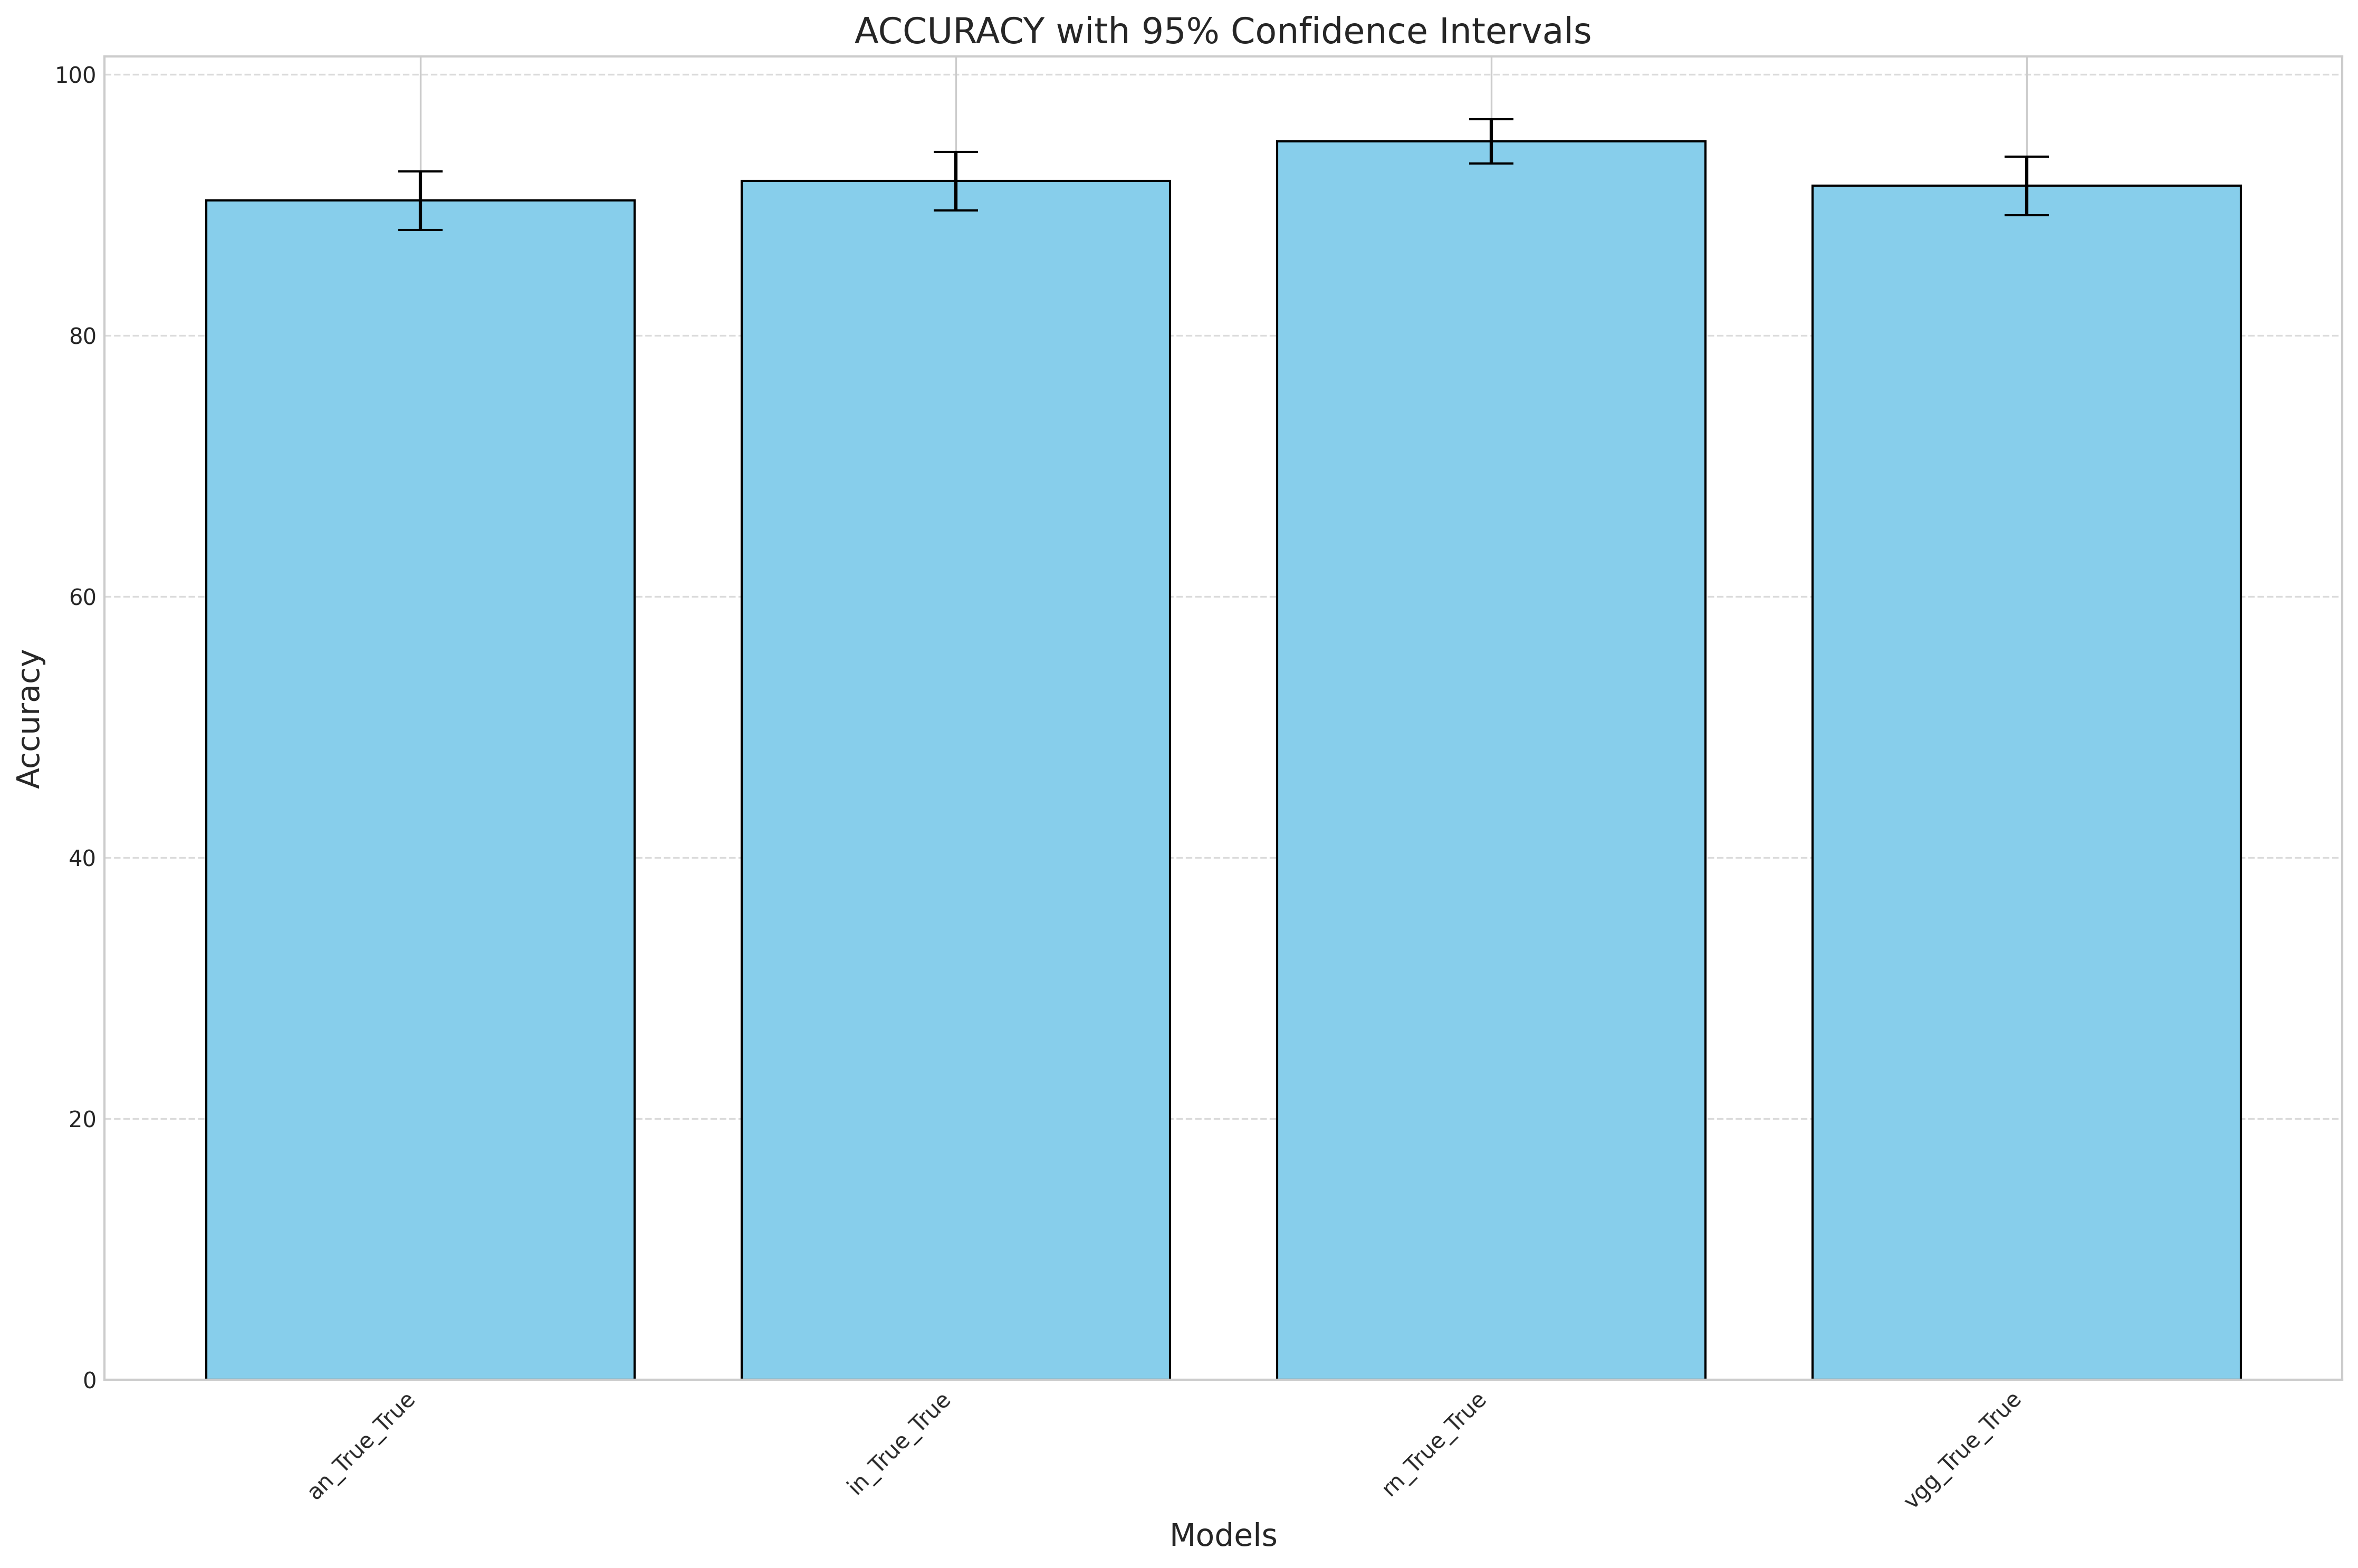 ACCURACY with 95% Confidence Intervals
100
80
60
40
20
0
Accuracy
an_True_True
in_True_True
rn_True_True
vgg_True_True
Models